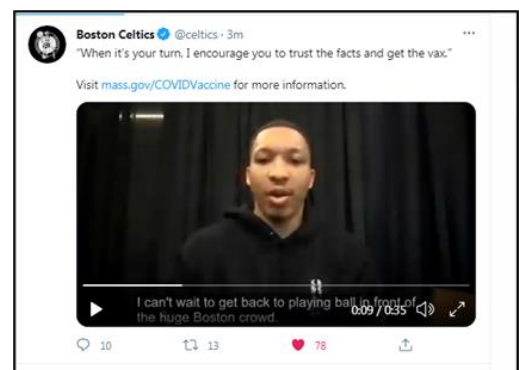 Boston Celtics @celtics · 3m
"When it's your turn, I encourage you to trust the facts and get the vax."
Visit mass.gov/COVIDVaccine for more information.
I can't wait to get back to playing ball in front of
the huge Boston crowd.
0:09 / 0:35
10 13 78